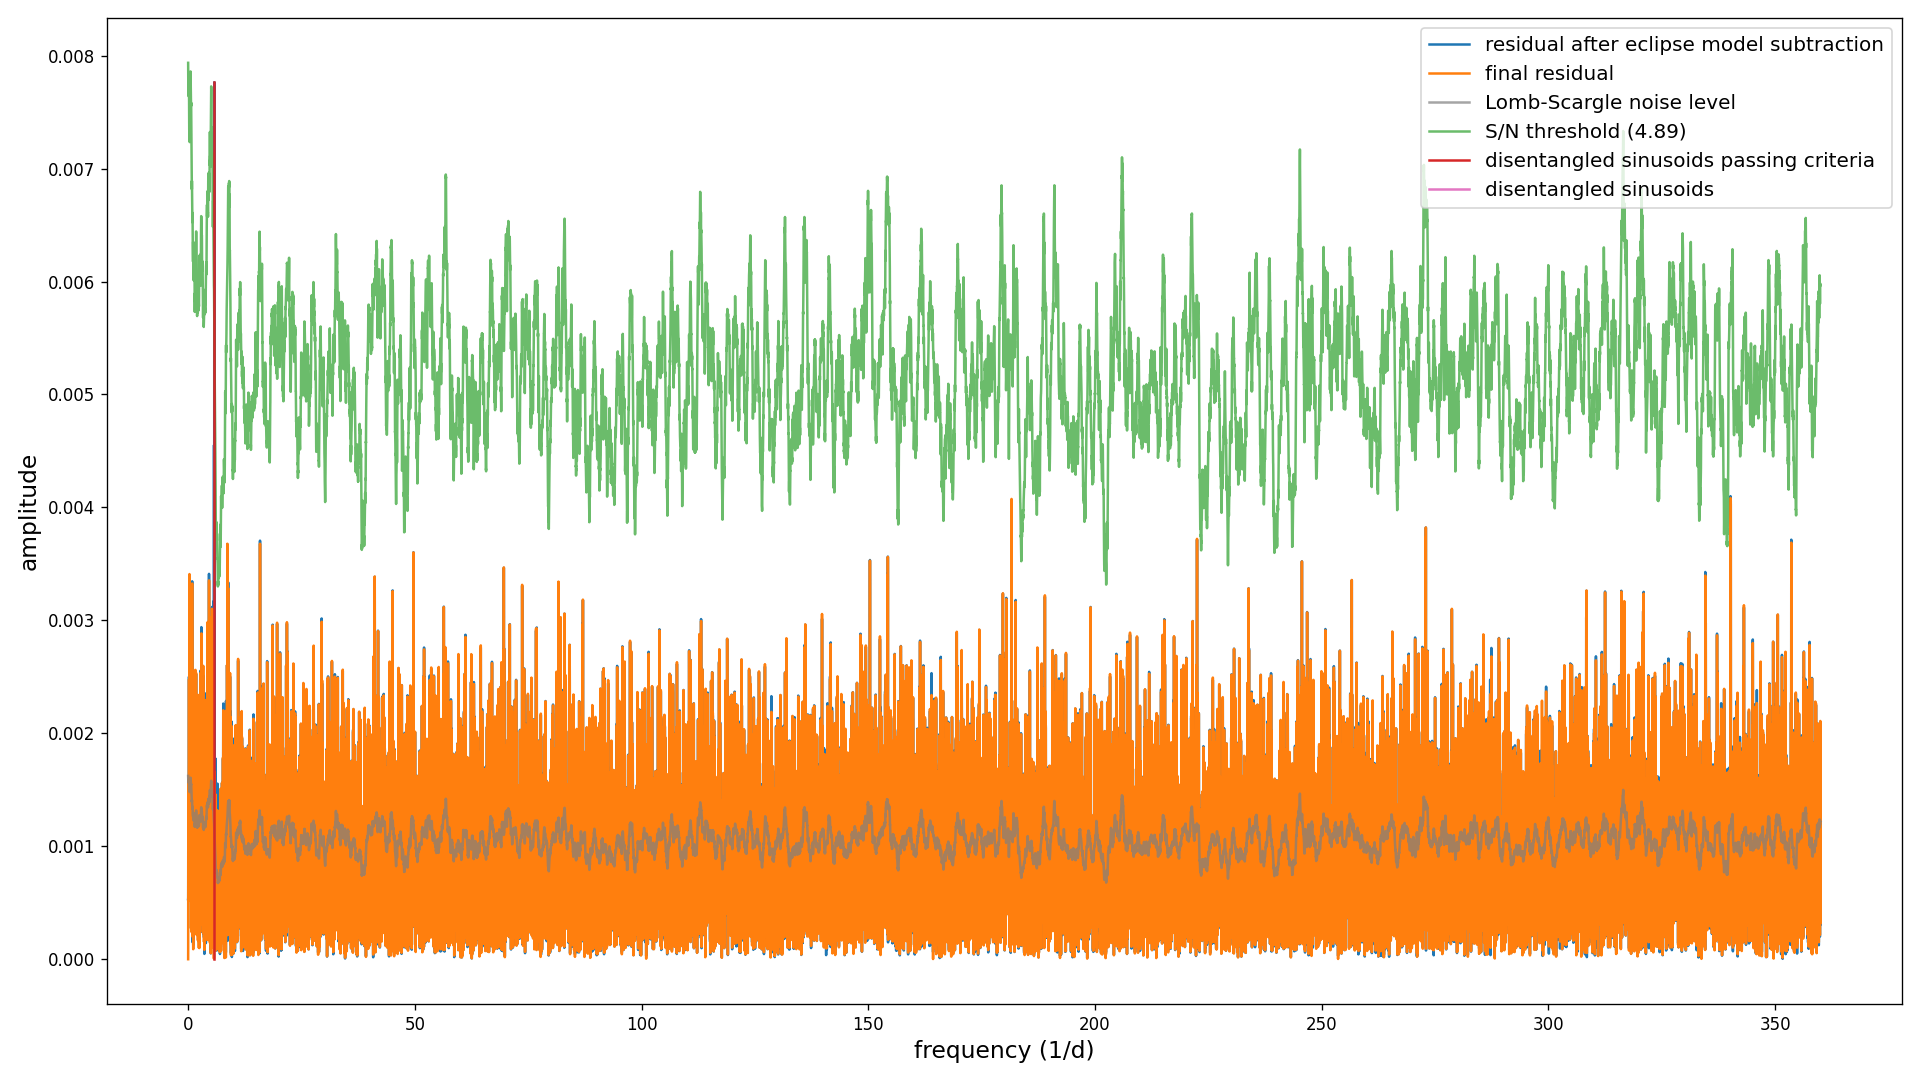 residual after eclipse model subtraction
final residual
Lomb-Scargle noise level
S/N threshold (4.89)
disentangled sinusoids passing criteria
disentangled sinusoids
amplitude
0.008
0.007
0.006
0.005
0.004
0.003
0.002
0.001
0.000
0 50 100 150 200 250 300 350
frequency (1/d)